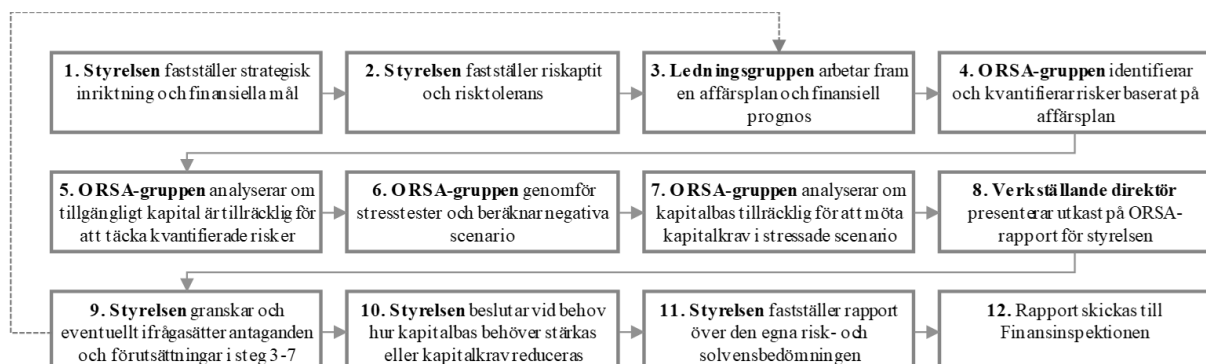 1. Styrelsen fastställer strategisk
inriktning och finansiella mål
2. Styrelsen fastställer riskaptit
och risktolerans
3. Ledningsgruppen arbetar fram
en affärsplan och finansiell
prognos
4. ORSA-gruppen identifierar
och kvantifierar risker baserat på
affärsplan
5. ORSA-gruppen analyserar om
tillgängligt kapital är tillräcklig för
att täcka kvantifierade risker
6. ORSA-gruppen genomför
stresstester och beräknar negativa
scenario
7. ORSA-gruppen analyserar om
kapitalbas tillräcklig för att möta
kapitalkrav i stressade scenario
8. Verkställande direktör
presenterar utkast på ORSA-
rapport för styrelsen
9. Styrelsen granskar och
eventuellt ifrågasätter antaganden
och förutsättningar i steg 3-7
10. Styrelsen beslutar vid behov
hur kapitalbas behöver stärkas
eller kapitalkrav reduceras
11. Styrelsen fastställer rapport
över den egna risk- och
solvensbedömningen
12. Rapport skickas till
Finansinspektionen